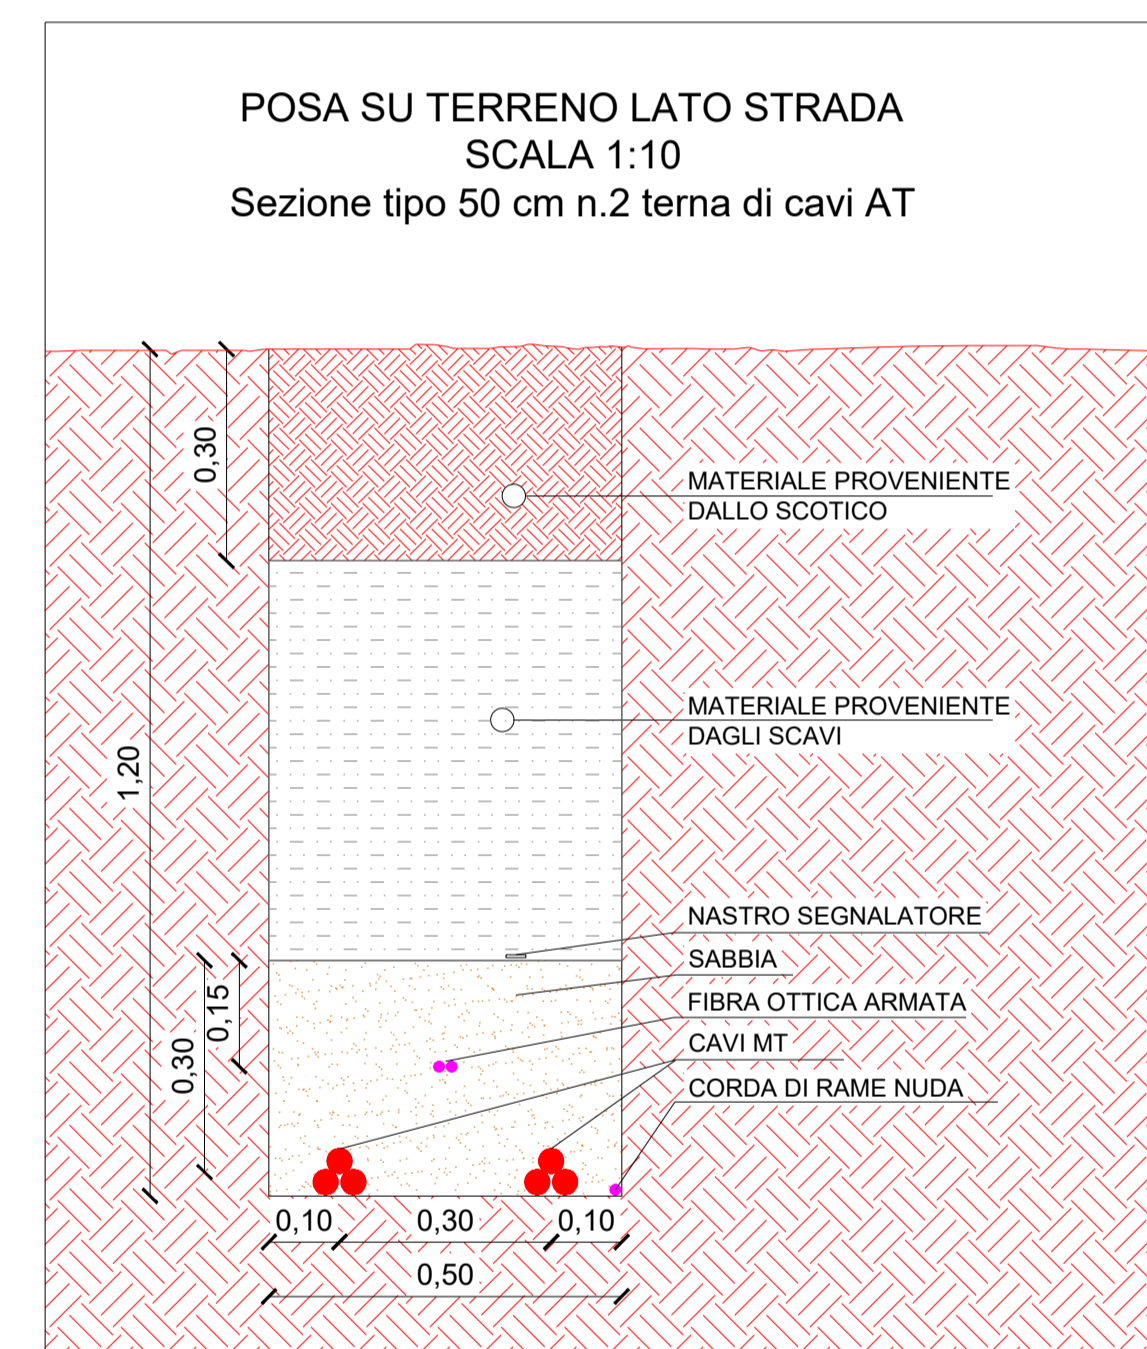 POSA SU TERRENO LATO STRADA
SCALA 1:10
Sezione tipo 50 cm n.2 terna di cavi AT
0,30
MATERIALE PROVENIENTE
DALLO SCOTICO
1,20
MATERIALE PROVENIENTE
DAGLI SCAVI
NASTRO SEGNALATORE
SABBIA
0,15
FIBRA OTTICA ARMATA
0,30
CAVI MT
CORDA DI RAME NUDA
0,10
0,30
0,10
0,50